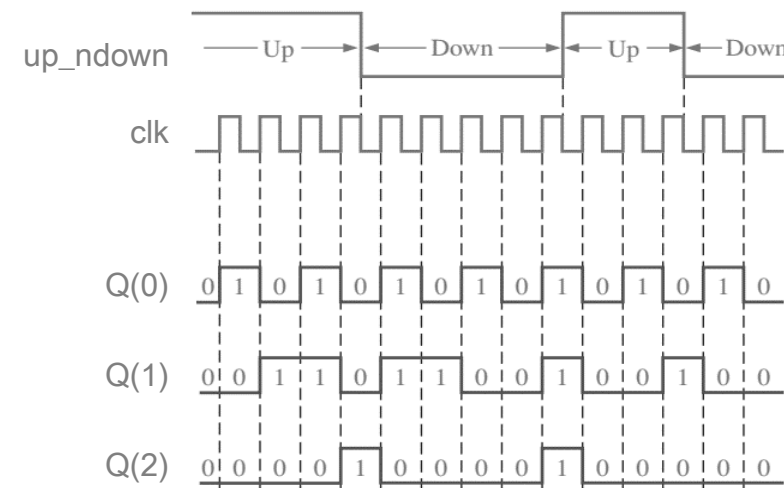 up_ndown Up Down Up Down
clk
Q(0) 0 1 0 1 0 1 0 1 0 1 0 1 0 1 0
Q(1) 0 0 1 1 0 1 1 0 0 1 0 0 1 0 0
Q(2) 0 0 0 0 1 0 0 0 0 1 0 0 0 0 0